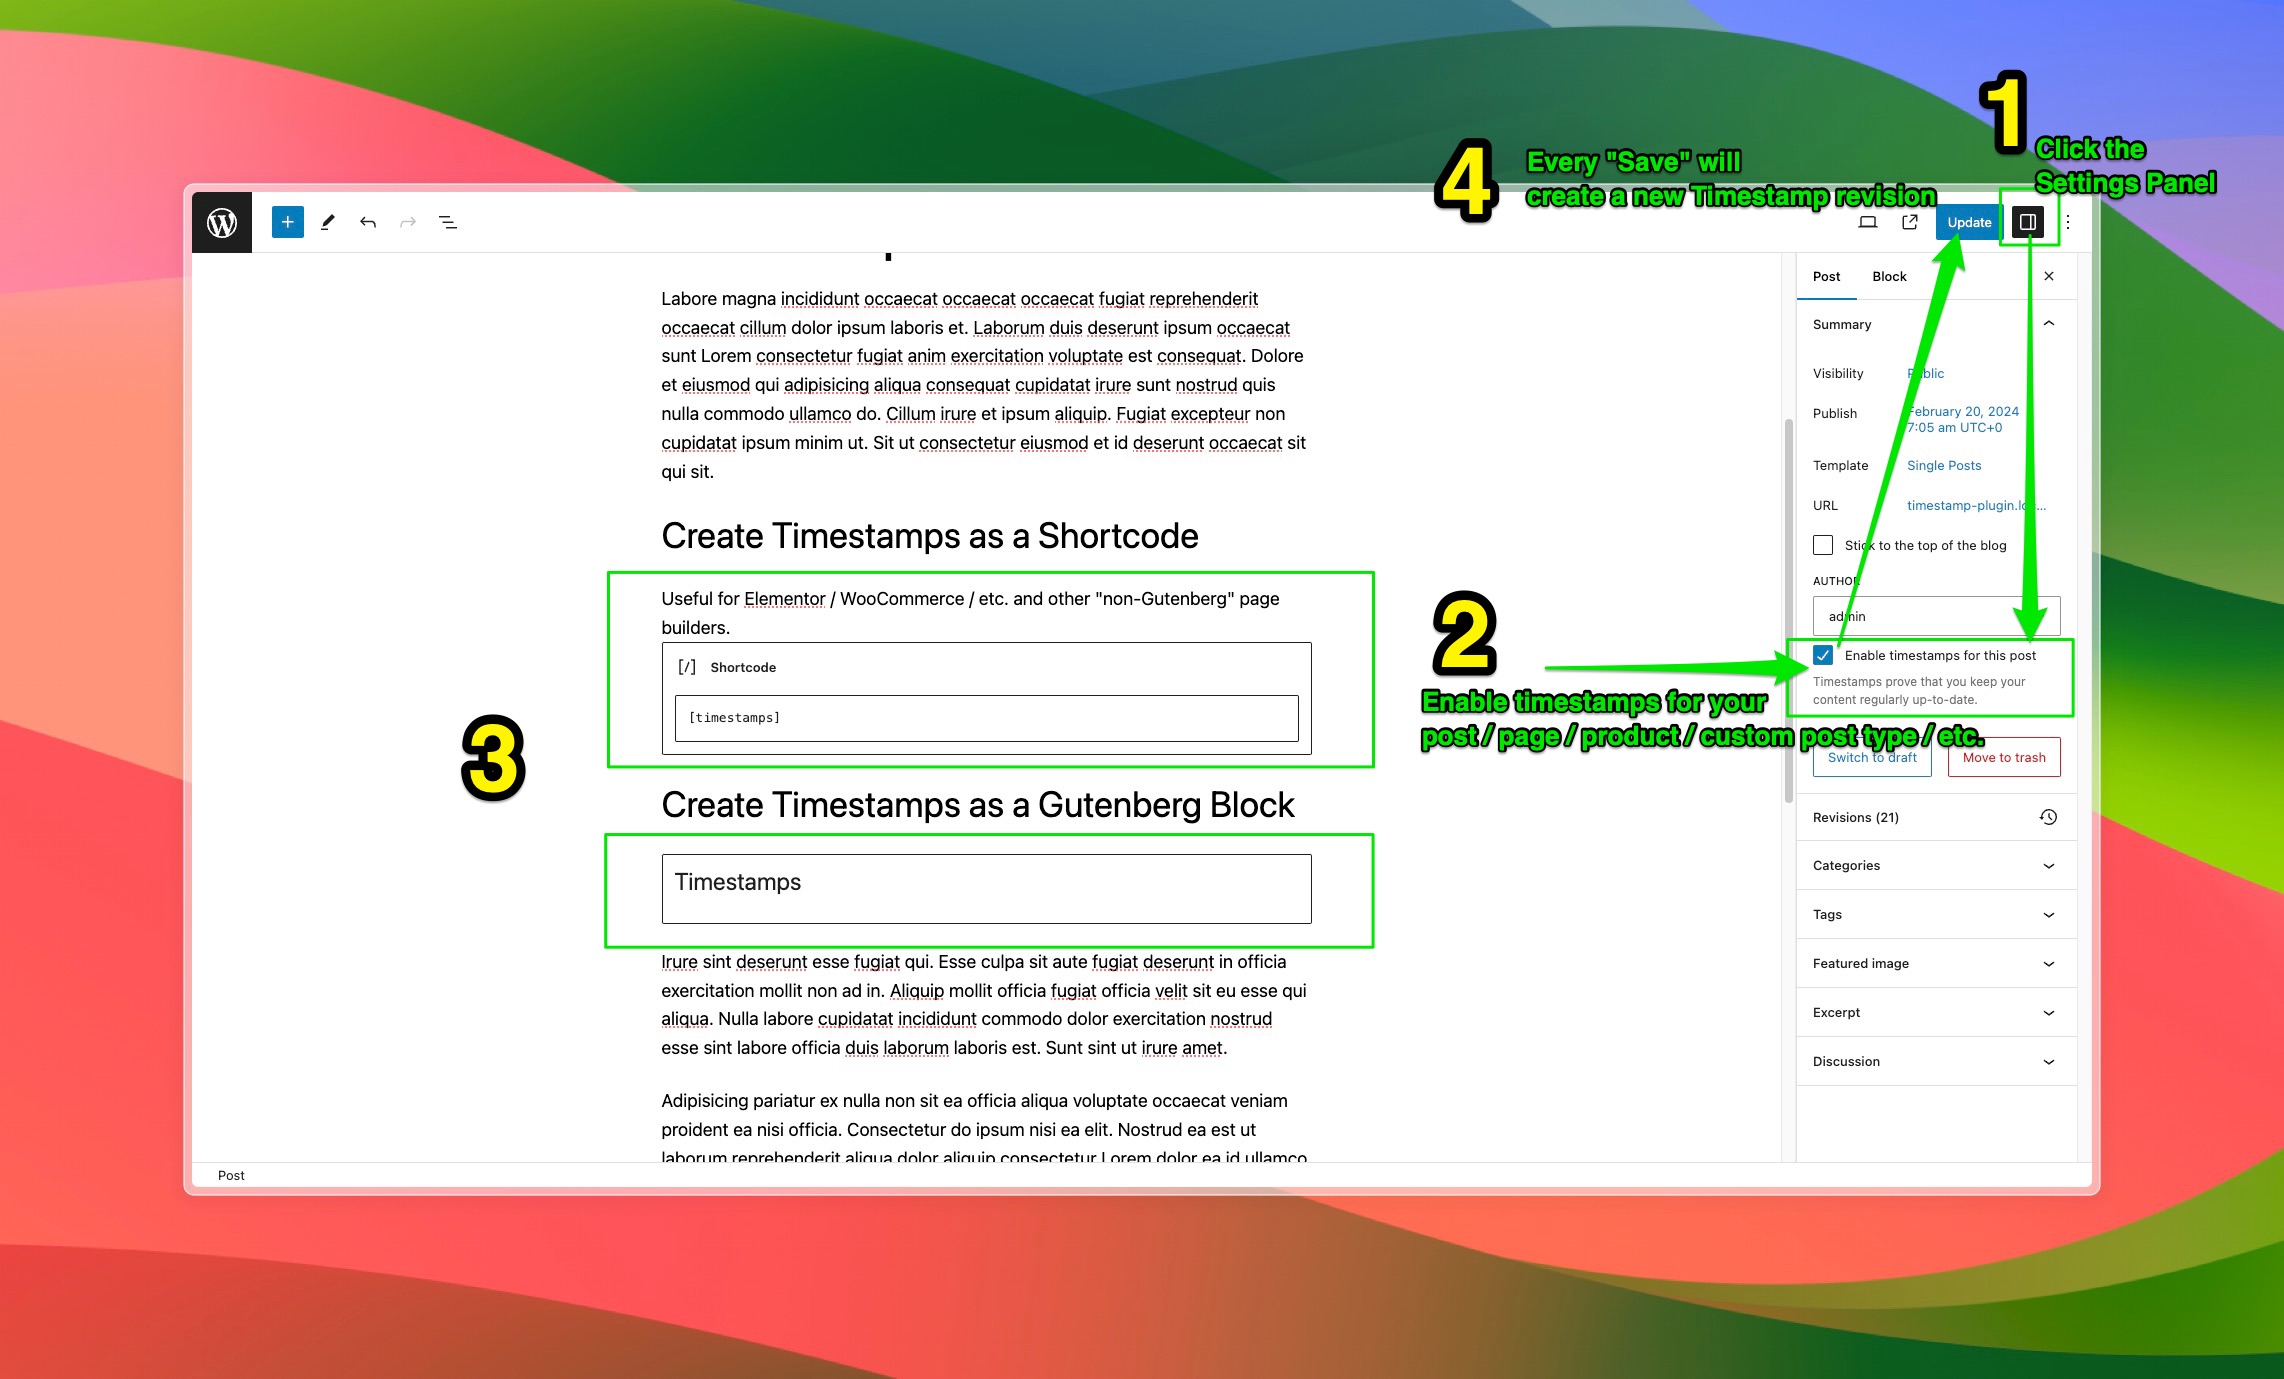 1
Click the
Settings Panel
4
Every "Save" will
create a new Timestamp revision
Update
Post
Block
Labore magna incididunt occaecat occaecat occaecat fugiat reprehenderit
occaecat cillum dolor ipsum laboris et. Laborum duis deserunt ipsum occaecat
sunt Lorem consectetur fugiat anim exercitation voluptate est consequat. Dolore
et eiusmod qui adipisicing aliqua consequat cupidatat irure sunt nostrud quis
nulla commodo ullamco do. Cillum irure et ipsum aliquip. Fugiat excepteur non
cupidatat ipsum minim ut. Sit ut consectetur eiusmod et id deserunt occaecat sit
qui sit.
Create Timestamps as a Shortcode
Useful for Elementor / WooCommerce / etc. and other "non-Gutenberg" page
builders.
[/] Shortcode
[timestamps]
3
Create Timestamps as a Gutenberg Block
Timestamps
Irure sint deserunt esse fugiat qui. Esse culpa sit aute fugiat deserunt in officia
exercitation mollit non ad in. Aliquip mollit officia fugiat officia velit sit eu esse qui
aliqua. Nulla labore cupidatat incididunt commodo dolor exercitation nostrud
esse sint labore officia duis laborum laboris est. Sunt sint ut irure amet.
Adipisicing pariatur ex nulla non sit ea officia aliqua voluptate occaecat veniam
proident ea nisi officia. Consectetur do ipsum nisi ea elit. Nostrud ea est ut
laborum reprehenderit aliqua dolor aliquip consectetur Lorem dolor ea id ullamco
Summary
Visibility
Public
Publish
February 20, 2024
7:05 am UTC+0
Template
Single Posts
URL
timestamp-plugin.loc...
Stick to the top of the blog
AUTHOR
admin
Enable timestamps for this post
Timestamps prove that you keep your
content regularly up-to-date.
2
Enable timestamps for your
post / page / product / custom post type / etc.
Switch to draft
Move to trash
Revisions (21)
Categories
Tags
Featured image
Excerpt
Discussion
Post